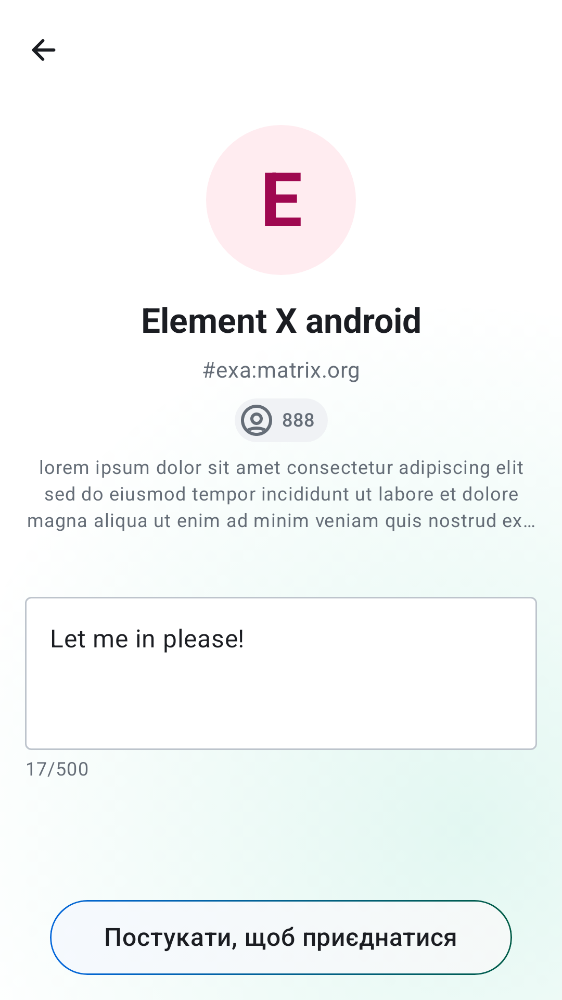 E
Element X android
#exa:matrix.org
888
lorem ipsum dolor sit amet consectetur adipiscing elit
sed do eiusmod tempor incididunt ut labore et dolore
magna aliqua ut enim ad minim veniam quis nostrud ex…
Let me in please!
17/500
Постукати, щоб приєднатися